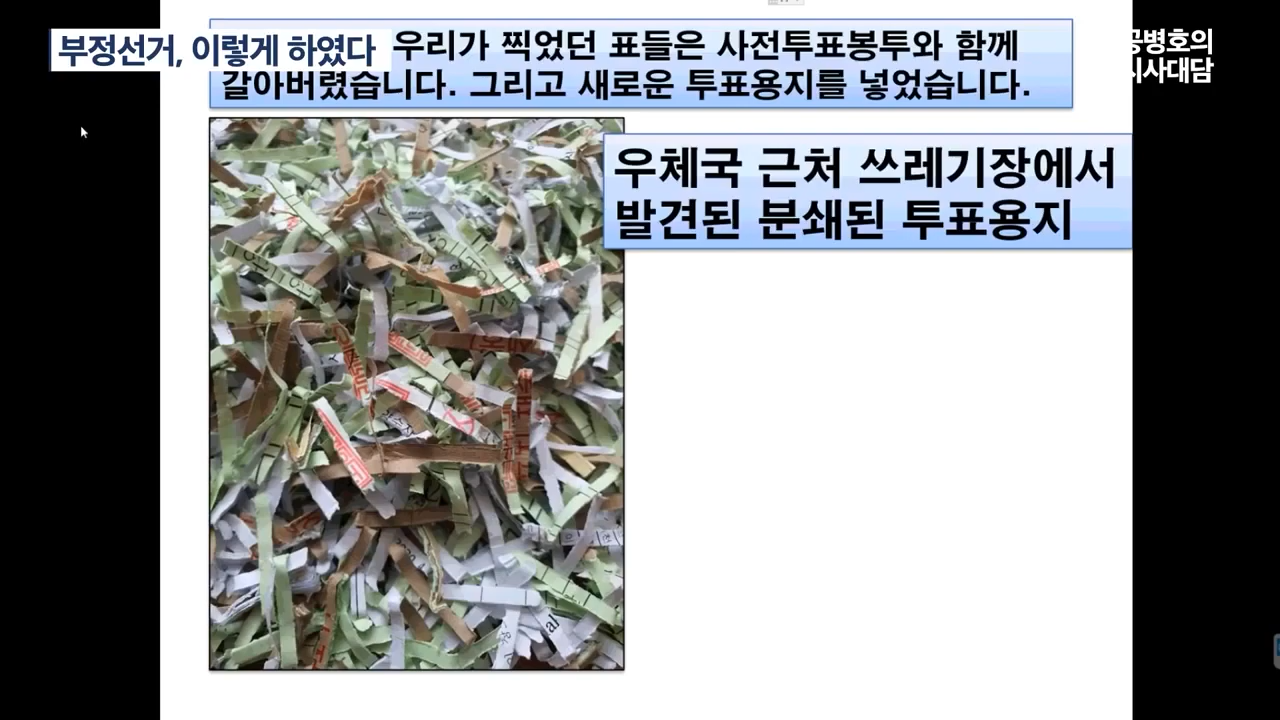 부정선거, 이렇게 하였다
우리가 찍었던 표들은 사전투표봉투와 함께
갈아버렸습니다. 그리고 새로운 투표용지를 넣었습니다.
공병호의
시사대담
우체국 근처 쓰레기장에서
발견된 분쇄된 투표용지